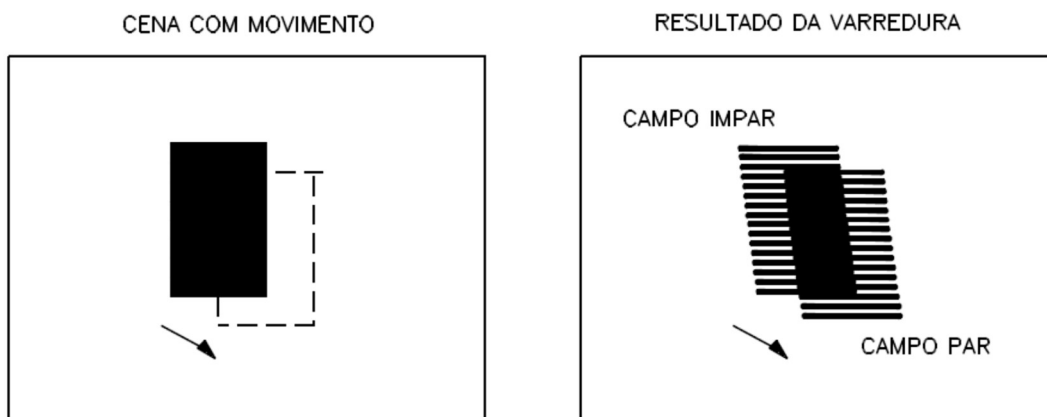 CENA COM MOVIMENTO
RESULTADO DA VARREDURA
CAMPO IMPAR
CAMPO PAR